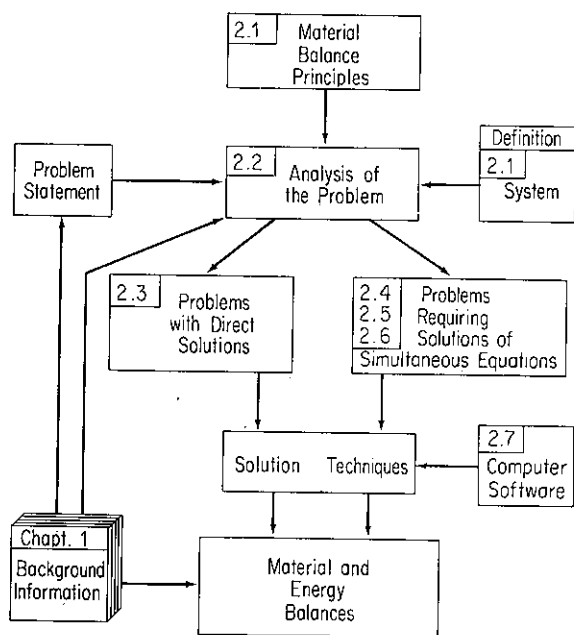 2.1
Material
Balance
Principles
Definition
2.1
System
Problem
Statement
2.2
Analysis of
the Problem
2.3
Problems
with Direct
Solutions
2.4 Problems
2.5 Requiring
2.6 Solutions of
Simultaneous Equations
Solution Techniques
2.7
Computer
Software
Chapt. 1
Background
Information
Material and
Energy
Balances